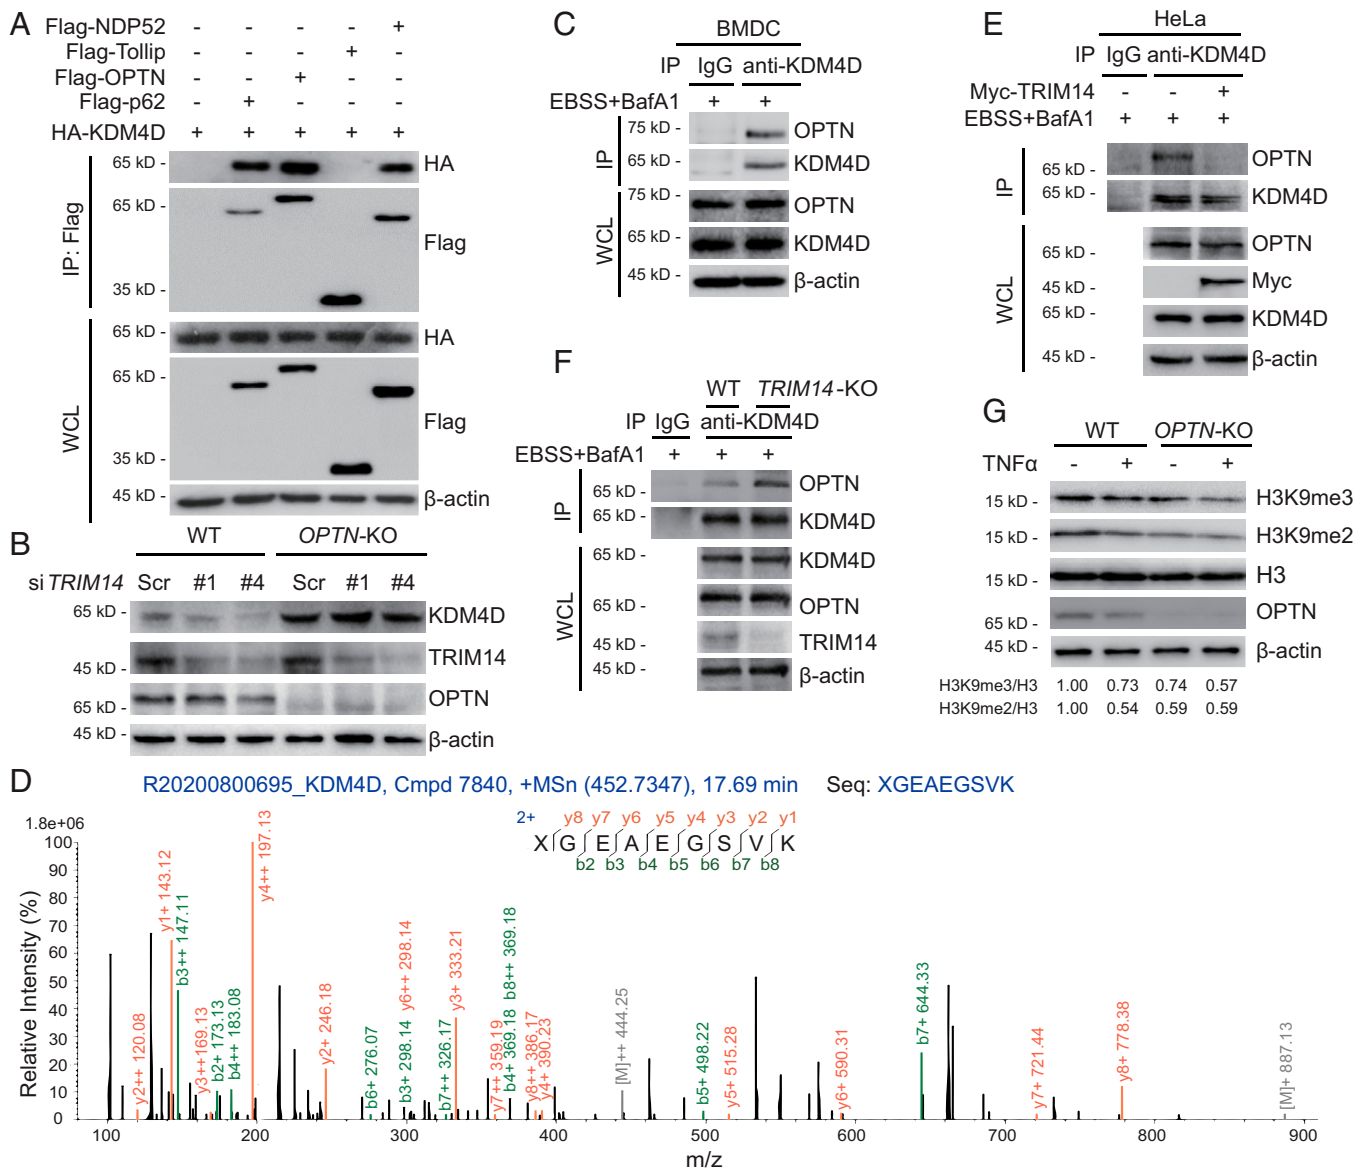 A
Flag-NDP52 - - - - +
Flag-Tollip - - - + -
Flag-OPTN - - + - -
Flag-p62 - + - - -
HA-KDM4D + + + + +
IP: Flag
65 kD - HA
65 kD -
Flag
35 kD -
WCL
65 kD - HA
65 kD -
Flag
35 kD -
45 kD - β-actin
B
WT OPTN-KO
si TRIM14 Scr #1 #4 Scr #1 #4
65 kD - KDM4D
45 kD - TRIM14
65 kD - OPTN
45 kD - β-actin
C
BMDC
IP IgG anti-KDM4D
EBSS+BafA1 + +
IP
75 kD - OPTN
65 kD - KDM4D
WCL
75 kD - OPTN
65 kD - KDM4D
45 kD - β-actin
E
HeLa
IP IgG anti-KDM4D
Myc-TRIM14 - - +
EBSS+BafA1 + + +
IP
65 kD - OPTN
65 kD - KDM4D
WCL
65 kD - OPTN
45 kD - Myc
65 kD - KDM4D
45 kD - β-actin
F
WT TRIM14-KO
IP IgG anti-KDM4D
EBSS+BafA1 + + +
IP
65 kD - OPTN
65 kD - KDM4D
WCL
65 kD - KDM4D
65 kD - OPTN
45 kD - TRIM14
45 kD - β-actin
G
WT OPTN-KO
TNFα - + - +
15 kD - H3K9me3
15 kD - H3K9me2
15 kD - H3
65 kD - OPTN
45 kD - β-actin
H3K9me3/H3 1.00 0.73 0.74 0.57
H3K9me2/H3 1.00 0.54 0.59 0.59
D
R20200800695_KDM4D, Cmpd 7840, +MSn (452.7347), 17.69 min Seq: XGEAEGSVK
2+ y8 y7 y6 y5 y4 y3 y2 y1
X G E A E G S V K
b2 b3 b4 b5 b6 b7 b8
1.8e+06
Relative Intensity (%)
100
90
80
70
60
50
40
30
20
10
0
y2++ 120.08
y1+ 143.12
b3++ 147.11
y3++169.13
b2+ 173.13
b4++ 183.08
y4++ 197.13
y2+ 246.18
b6+ 276.07
b3+ 298.14 y6++ 298.14
b7++ 326.17
y3+ 333.21
y7++ 359.19
b4+ 369.18 b8++ 369.18
y8++ 386.17
y4+ 390.23
[M]++ 444.25
b5+ 498.22
y5+ 515.28
y6+ 590.31
b7+ 644.33
y7+ 721.44
y8+ 778.38
[M]+ 887.13
100 200 300 400 500 600 700 800 900
m/z